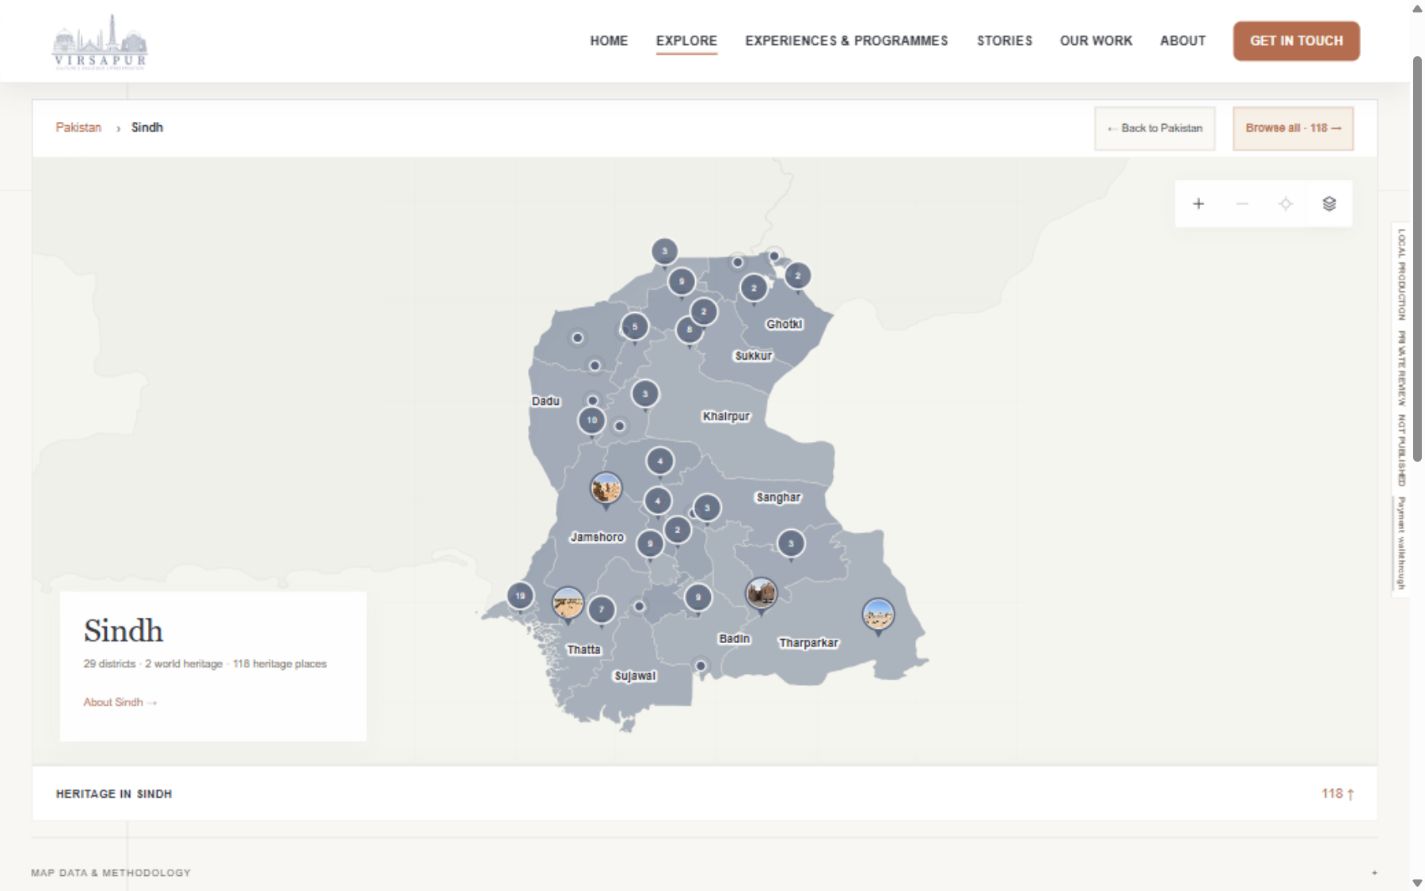 VIRSAPUR
HOME
EXPLORE
EXPERIENCES & PROGRAMMES
STORIES
OUR WORK
ABOUT
GET IN TOUCH
Pakistan › Sindh
← Back to Pakistan
Browse all · 118 →
+
−
3
9
2
2
2
8
5
Ghotki
Sukkur
3
Dadu
10
Khairpur
4
4
3
Sanghar
2
9
3
Jamshoro
19
7
9
Badin
Tharparkar
Thatta
Sujawal
Sindh
29 districts · 2 world heritage · 118 heritage places
About Sindh →
HERITAGE IN SINDH
118 ↑
MAP DATA & METHODOLOGY
+
LOCAL PRODUCTION PRIVATE REVIEW NOT PUBLISHED Payment walkthrough